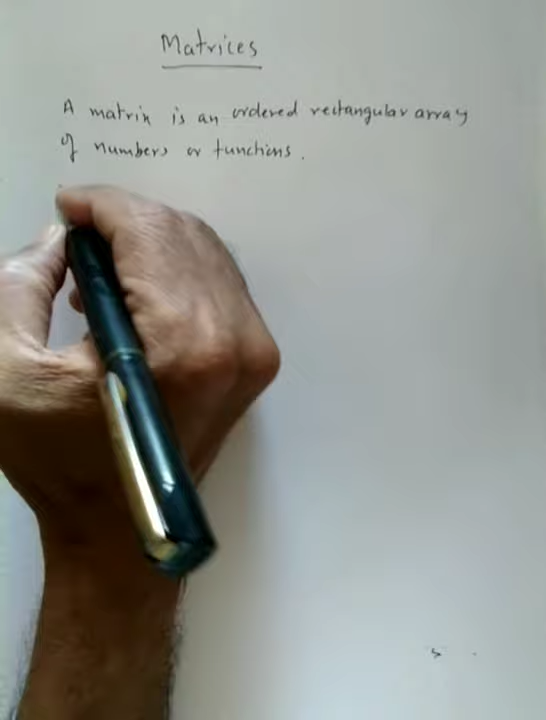 Matrices
A matrix is an ordered rectangular array
of numbers or functions.